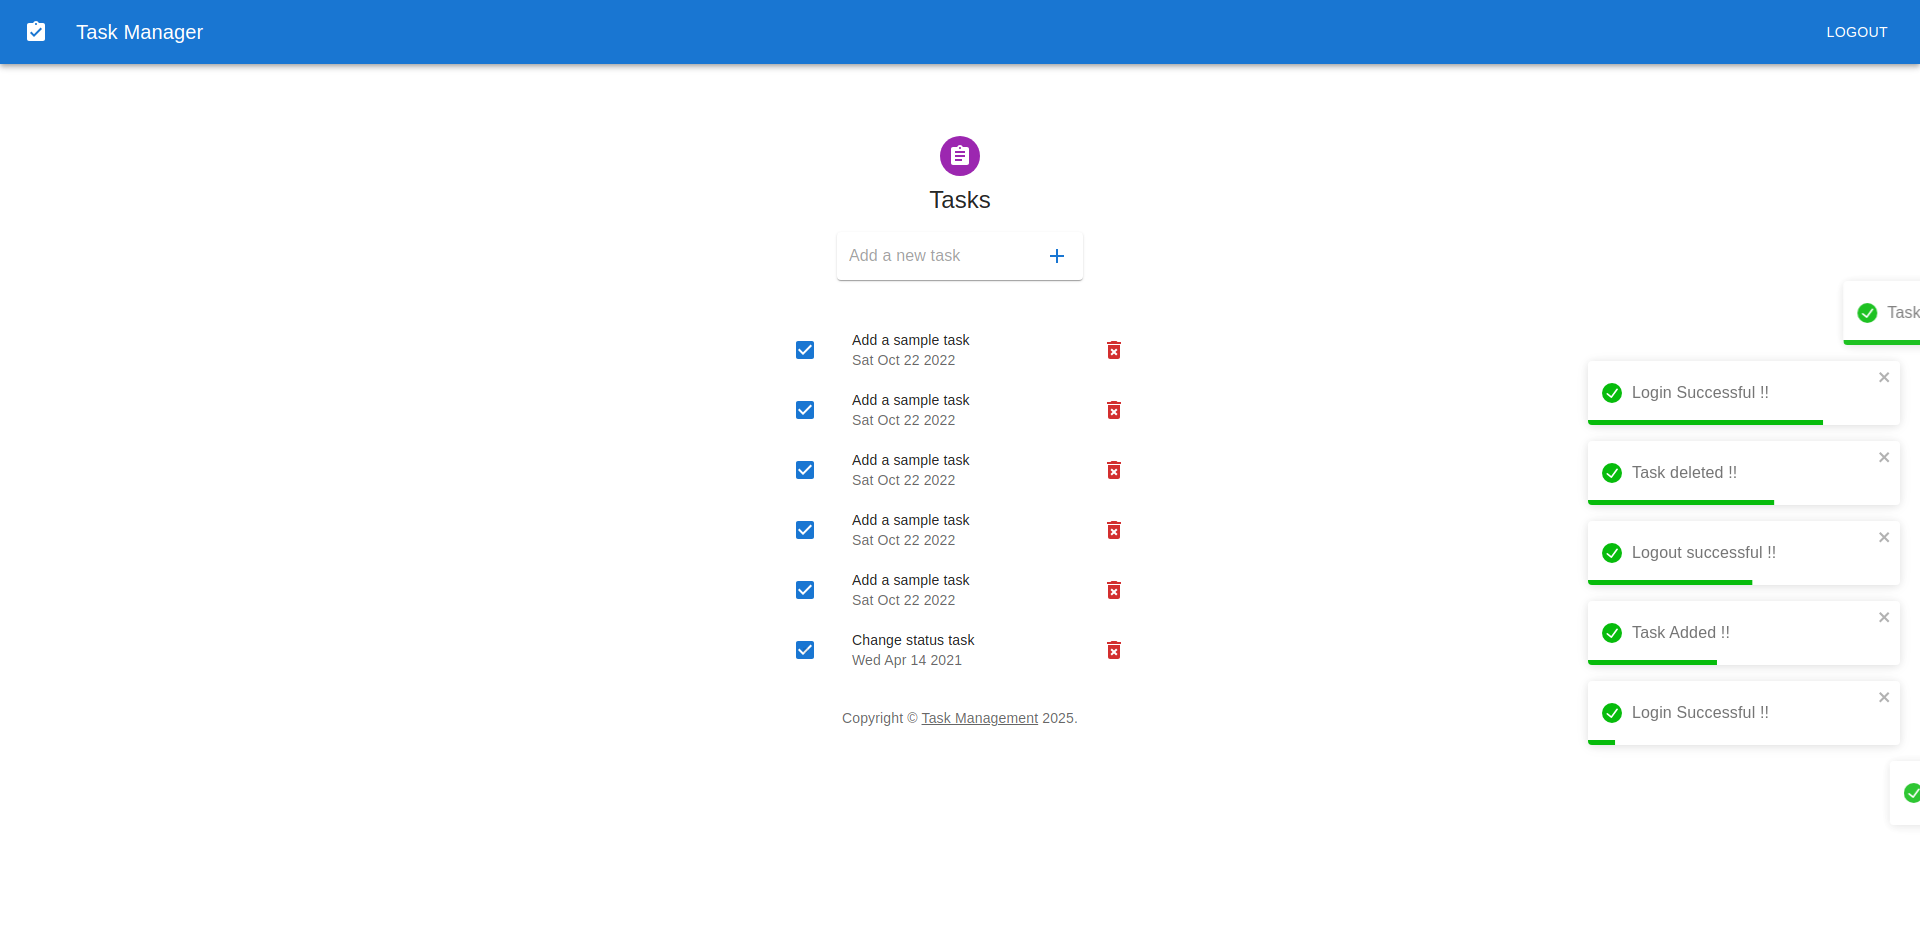 Task Manager
LOGOUT
Tasks
Add a new task
Add a sample task
Sat Oct 22 2022
Add a sample task
Sat Oct 22 2022
Add a sample task
Sat Oct 22 2022
Add a sample task
Sat Oct 22 2022
Add a sample task
Sat Oct 22 2022
Change status task
Wed Apr 14 2021
Copyright © Task Management 2025.
Task
Login Successful !!
Task deleted !!
Logout successful !!
Task Added !!
Login Successful !!